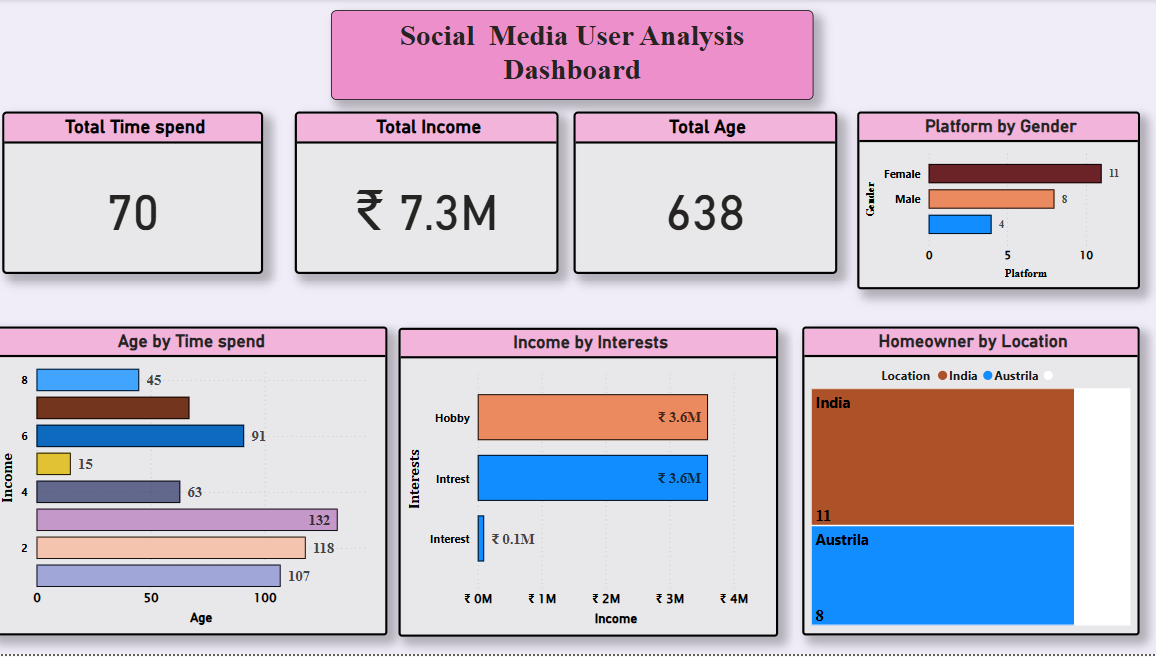 Social Media User Analysis
Dashboard
Total Time spend
70
Total Income
₹ 7.3M
Total Age
638
Platform by Gender
Gender
Female
11
Male
8
4
0 5 10
Platform
Age by Time spend
Income
8
45
6
91
15
4
63
132
2
118
107
0 50 100
Age
Income by Interests
Interests
Hobby
₹ 3.6M
Intrest
₹ 3.6M
Interest
₹ 0.1M
₹ 0M ₹ 1M ₹ 2M ₹ 3M ₹ 4M
Income
Homeowner by Location
Location India Austrila
India
11
Austrila
8